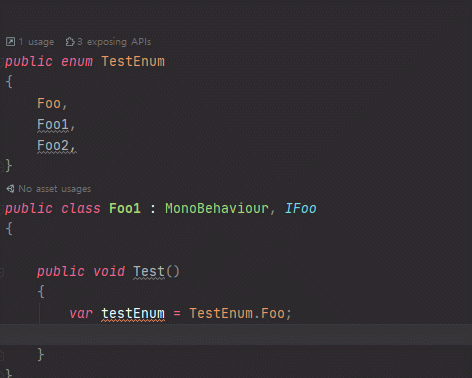 1 usage 3 exposing APIs
public enum TestEnum
{
Foo,
Foo1,
Foo2,
}
No asset usages
public class Foo1 : MonoBehaviour, IFoo
{
public void Test()
{
var testEnum = TestEnum.Foo;
}
}